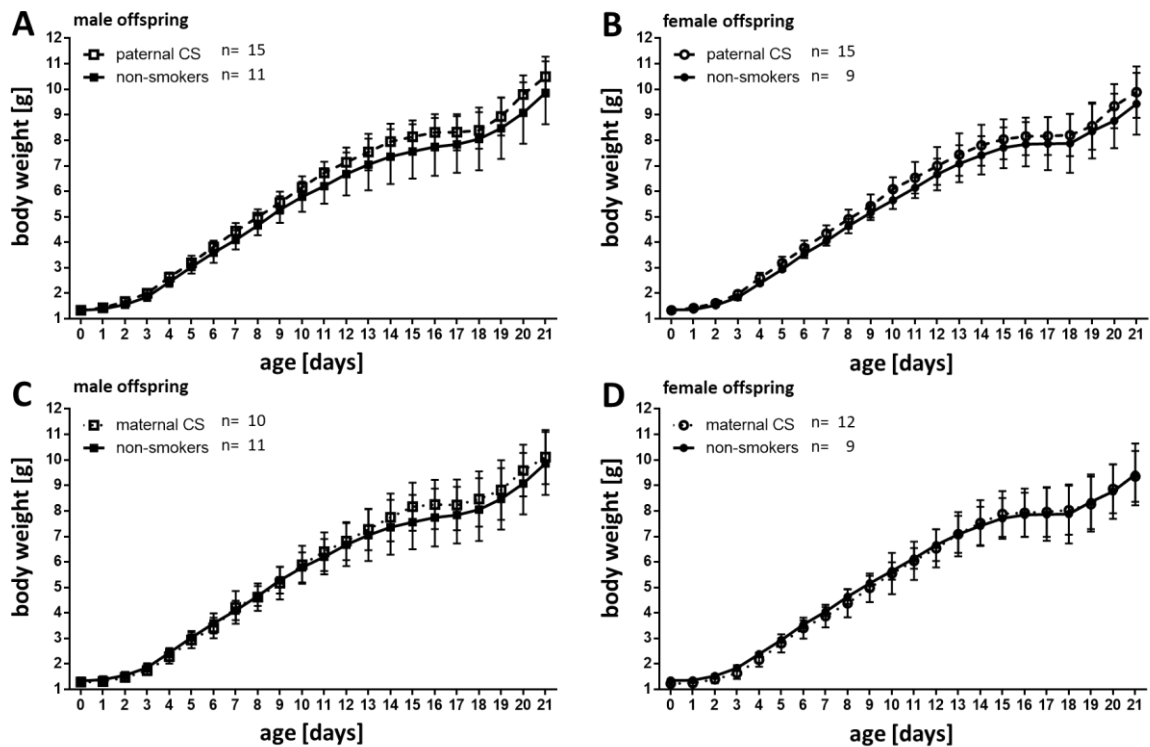 A male offspring
paternal CS n= 15
non-smokers n= 11
body weight [g]
12
11
10
9
8
7
6
5
4
3
2
1
0 1 2 3 4 5 6 7 8 9 10 11 12 13 14 15 16 17 18 19 20 21
age [days]
B female offspring
paternal CS n= 15
non-smokers n= 9
body weight [g]
12
11
10
9
8
7
6
5
4
3
2
1
0 1 2 3 4 5 6 7 8 9 10 11 12 13 14 15 16 17 18 19 20 21
age [days]
C male offspring
maternal CS n= 10
non-smokers n= 11
body weight [g]
12
11
10
9
8
7
6
5
4
3
2
1
0 1 2 3 4 5 6 7 8 9 10 11 12 13 14 15 16 17 18 19 20 21
age [days]
D female offspring
maternal CS n= 12
non-smokers n= 9
body weight [g]
12
11
10
9
8
7
6
5
4
3
2
1
0 1 2 3 4 5 6 7 8 9 10 11 12 13 14 15 16 17 18 19 20 21
age [days]